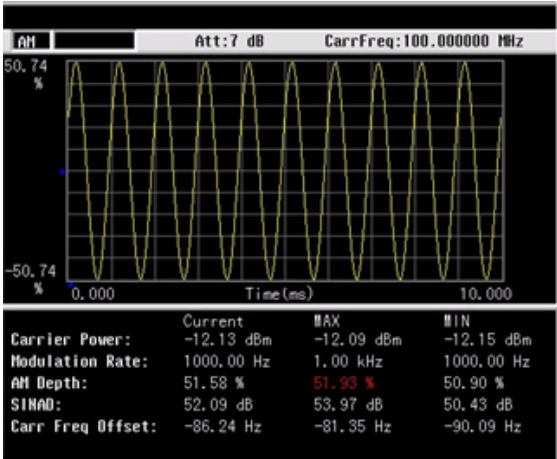 AM Att:7 dB CarrFreq:100.000000 MHz
50.74
%
-50.74
%
0.000 Time(ms) 10.000
Current MAX MIN
Carrier Power: -12.13 dBm -12.09 dBm -12.15 dBm
Modulation Rate: 1000.00 Hz 1.00 kHz 1000.00 Hz
AM Depth: 51.58 % 51.93 % 50.90 %
SINAD: 52.09 dB 53.97 dB 50.43 dB
Carr Freq Offset: -86.24 Hz -81.35 Hz -90.09 Hz